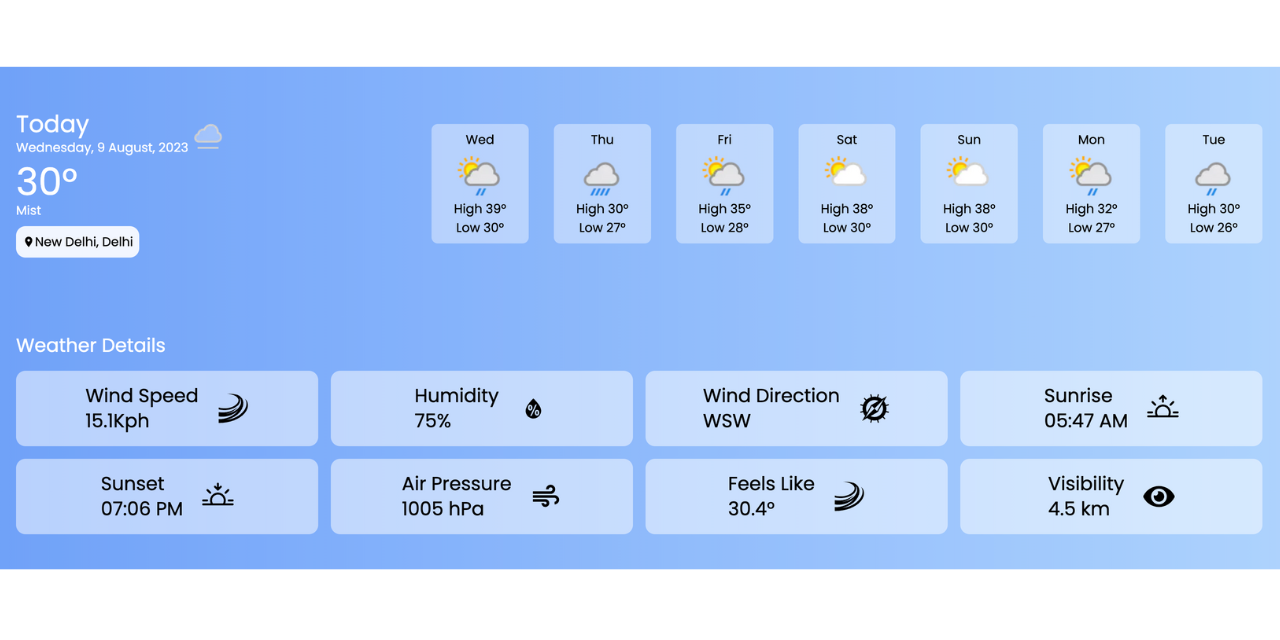 Today
Wednesday, 9 August, 2023
30°
Mist
New Delhi, Delhi
Wed
High 39°
Low 30°
Thu
High 30°
Low 27°
Fri
High 35°
Low 28°
Sat
High 38°
Low 30°
Sun
High 38°
Low 30°
Mon
High 32°
Low 27°
Tue
High 30°
Low 26°
Weather Details
Wind Speed
15.1Kph
Humidity
75%
%
Wind Direction
WSW
Sunrise
05:47 AM
Sunset
07:06 PM
Air Pressure
1005 hPa
Feels Like
30.4°
Visibility
4.5 km